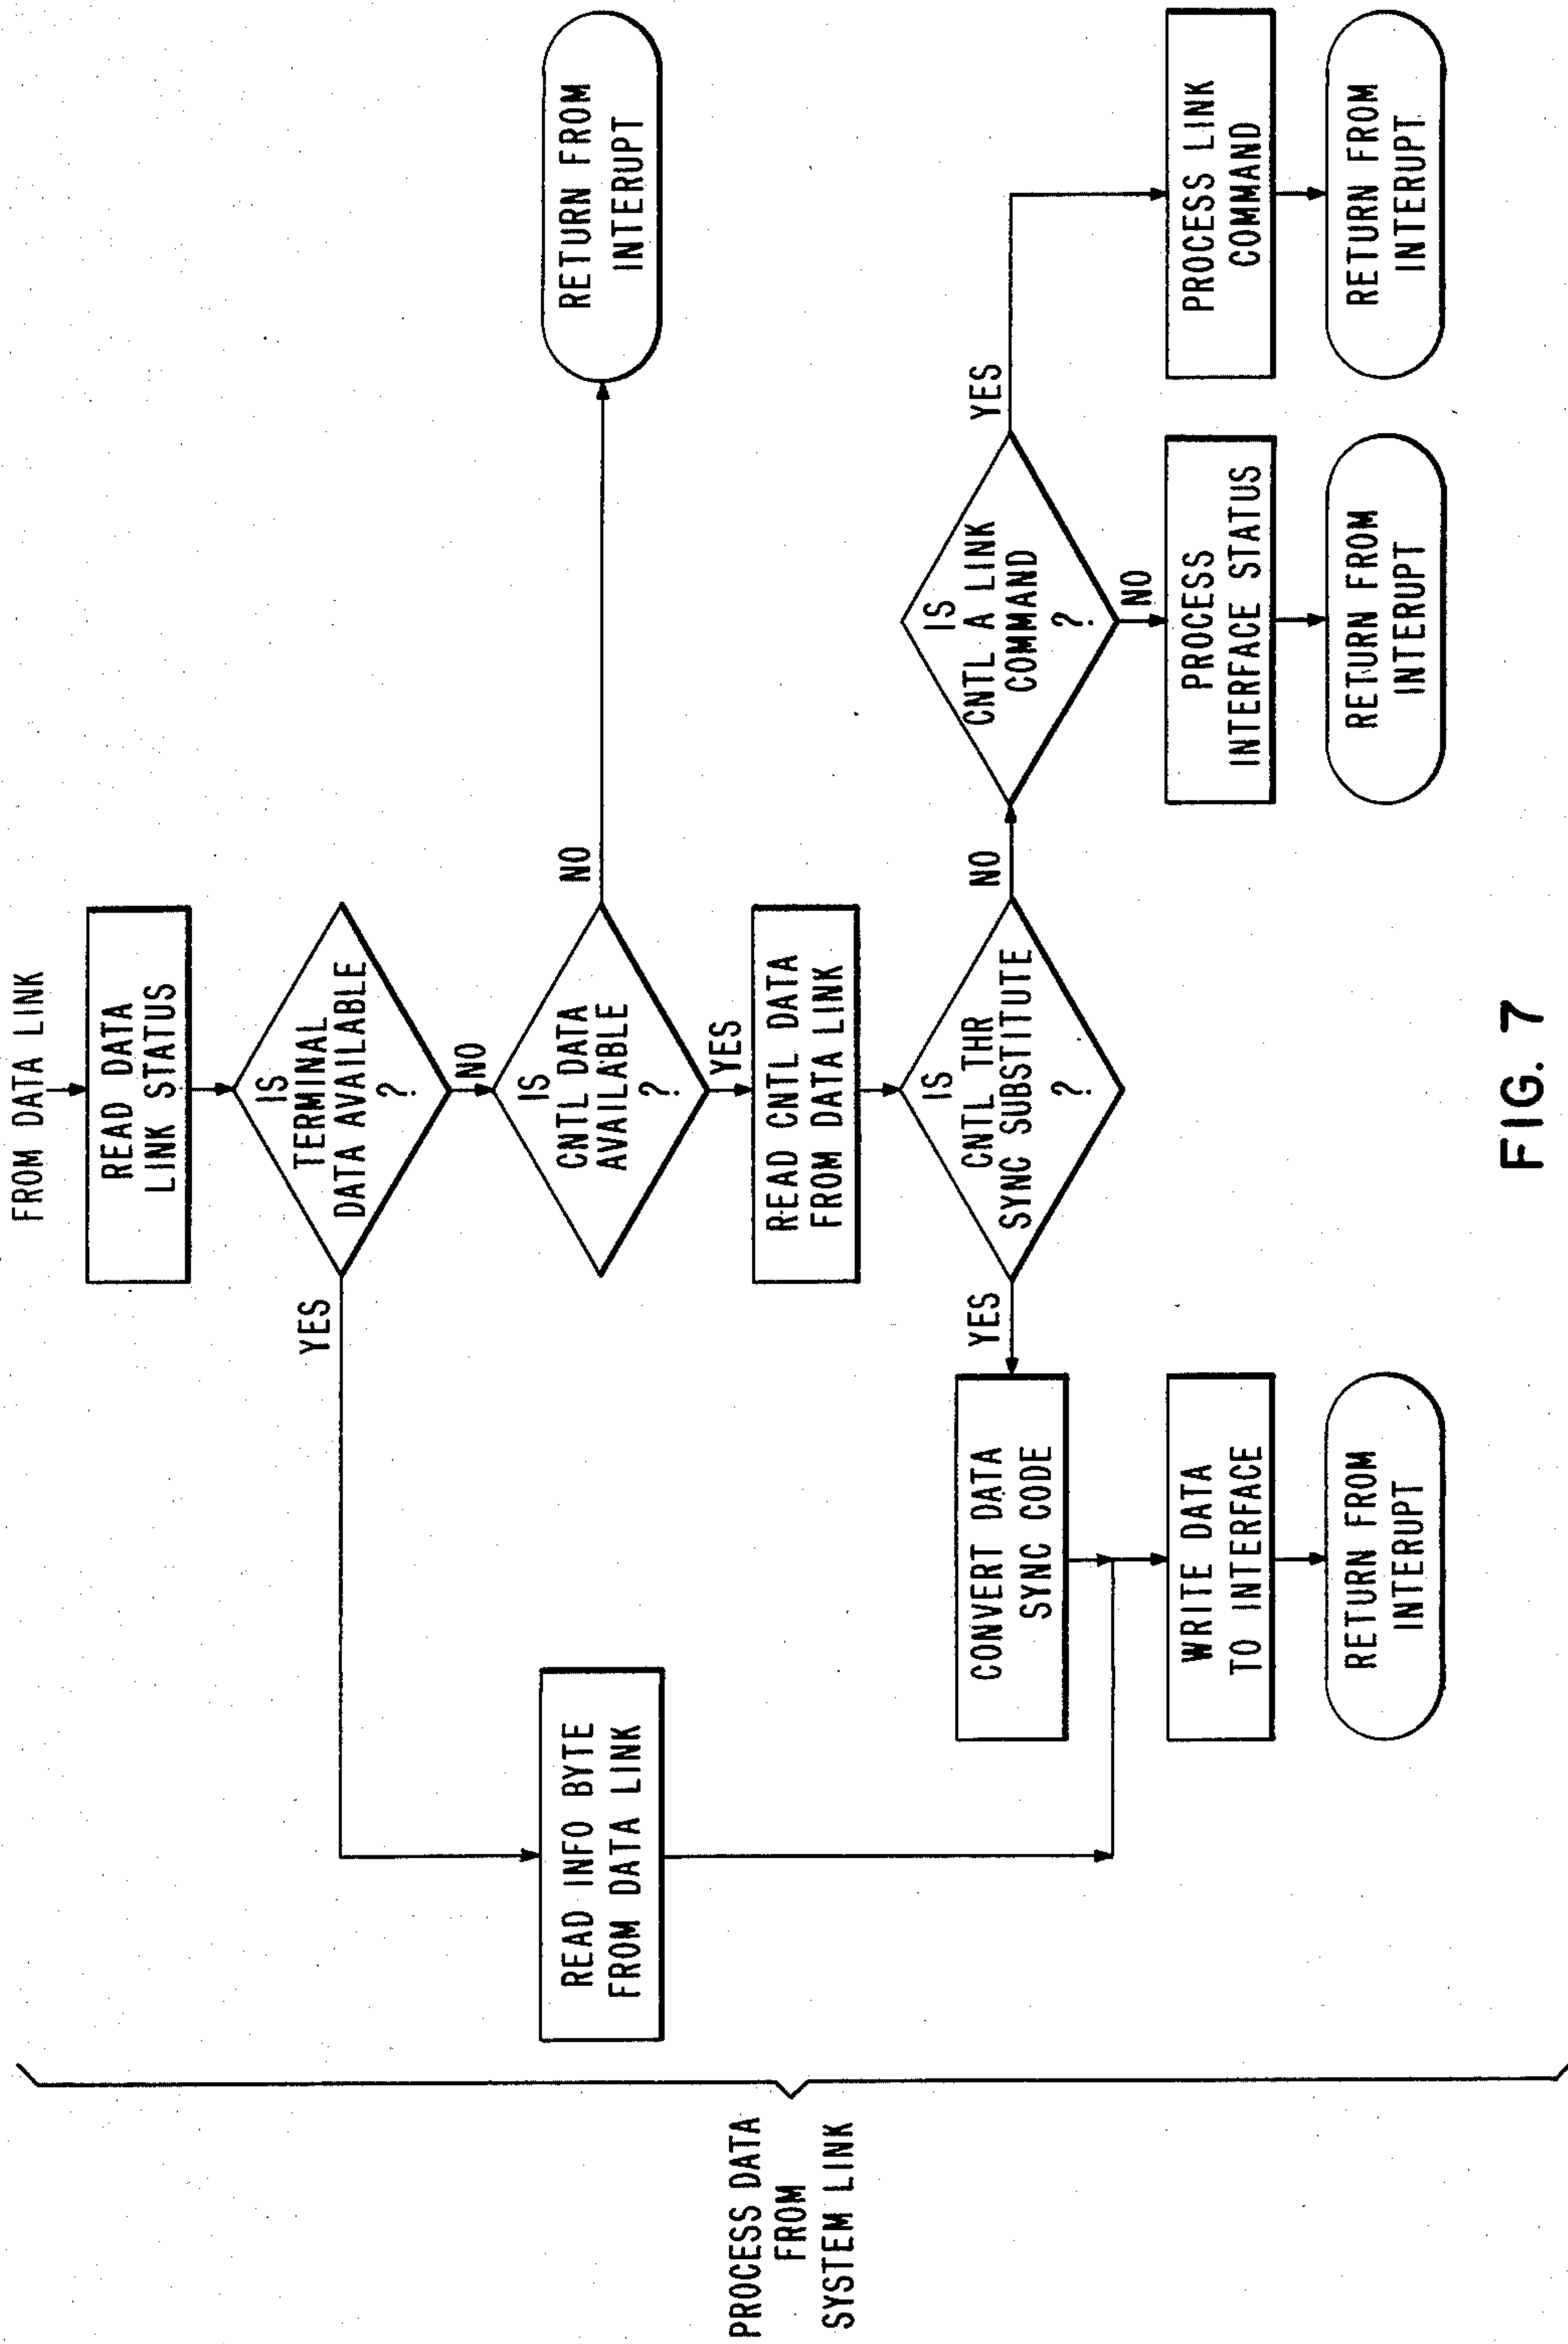 PROCESS DATA
FROM
SYSTEM LINK
FROM DATA LINK
READ DATA
LINK STATUS
IS
TERMINAL
DATA AVAILABLE
?
YES
NO
READ INFO BYTE
FROM DATA LINK
IS
CNTL DATA
AVAILABLE
?
NO
YES
RETURN FROM
INTERUPT
READ CNTL DATA
FROM DATA LINK
IS
CNTL THR
SYNC SUBSTITUTE
?
YES
NO
CONVERT DATA
SYNC CODE
IS
CNTL A LINK
COMMAND
?
YES
NO
WRITE DATA
TO INTERFACE
PROCESS
INTERFACE STATUS
PROCESS LINK
COMMAND
RETURN FROM
INTERUPT
RETURN FROM
INTERUPT
RETURN FROM
INTERUPT
FIG. 7